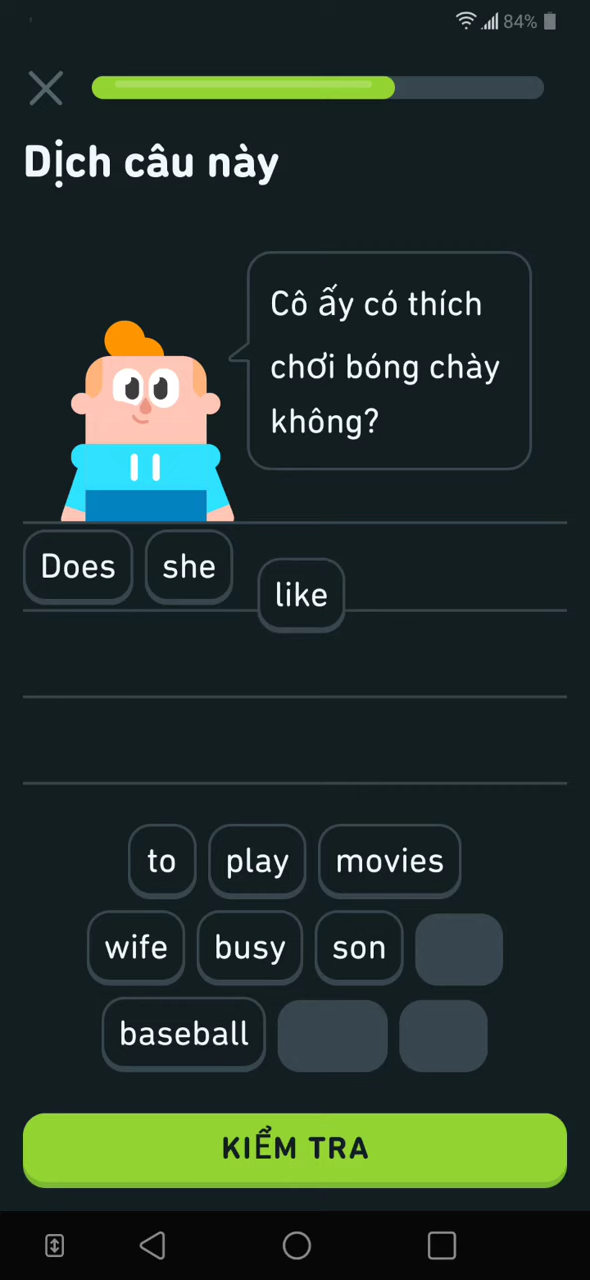 84%
Dịch câu này
Cô ấy có thích
chơi bóng chày
không?
Does she like
to play movies
wife busy son
baseball
KIỂM TRA